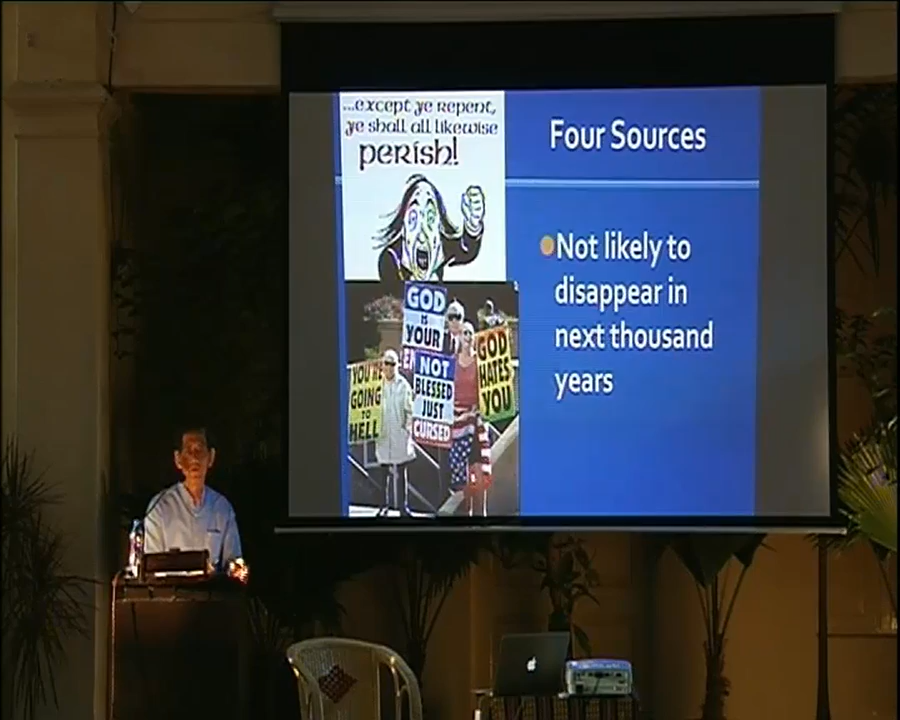 ...except ye repent,
ye shall all likewise
perish!
Four Sources
Not likely to
disappear in
next thousand
years
GOD
IS
YOUR
NOT
BLESSED
JUST
CURSED
GOD
HATES
YOU
YOU'RE
GOING
TO
HELL